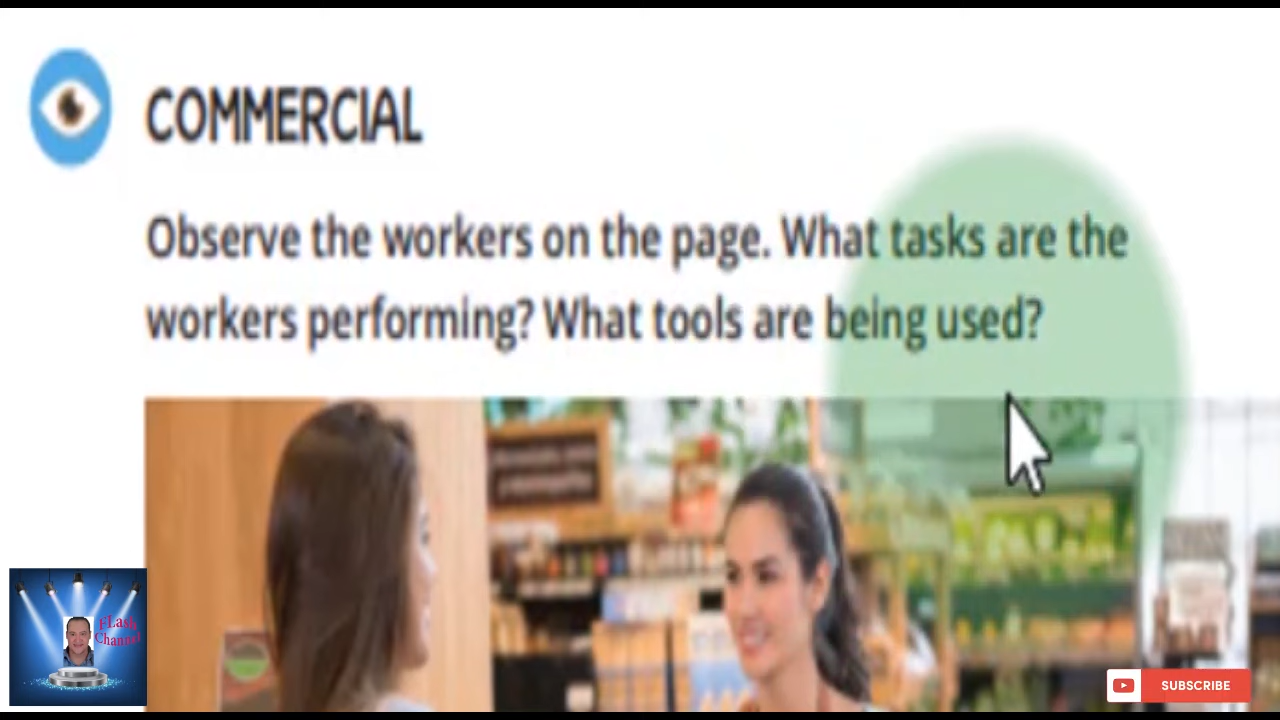 COMMERCIAL
Observe the workers on the page. What tasks are the
workers performing? What tools are being used?
FLash
Channel
SUBSCRIBE